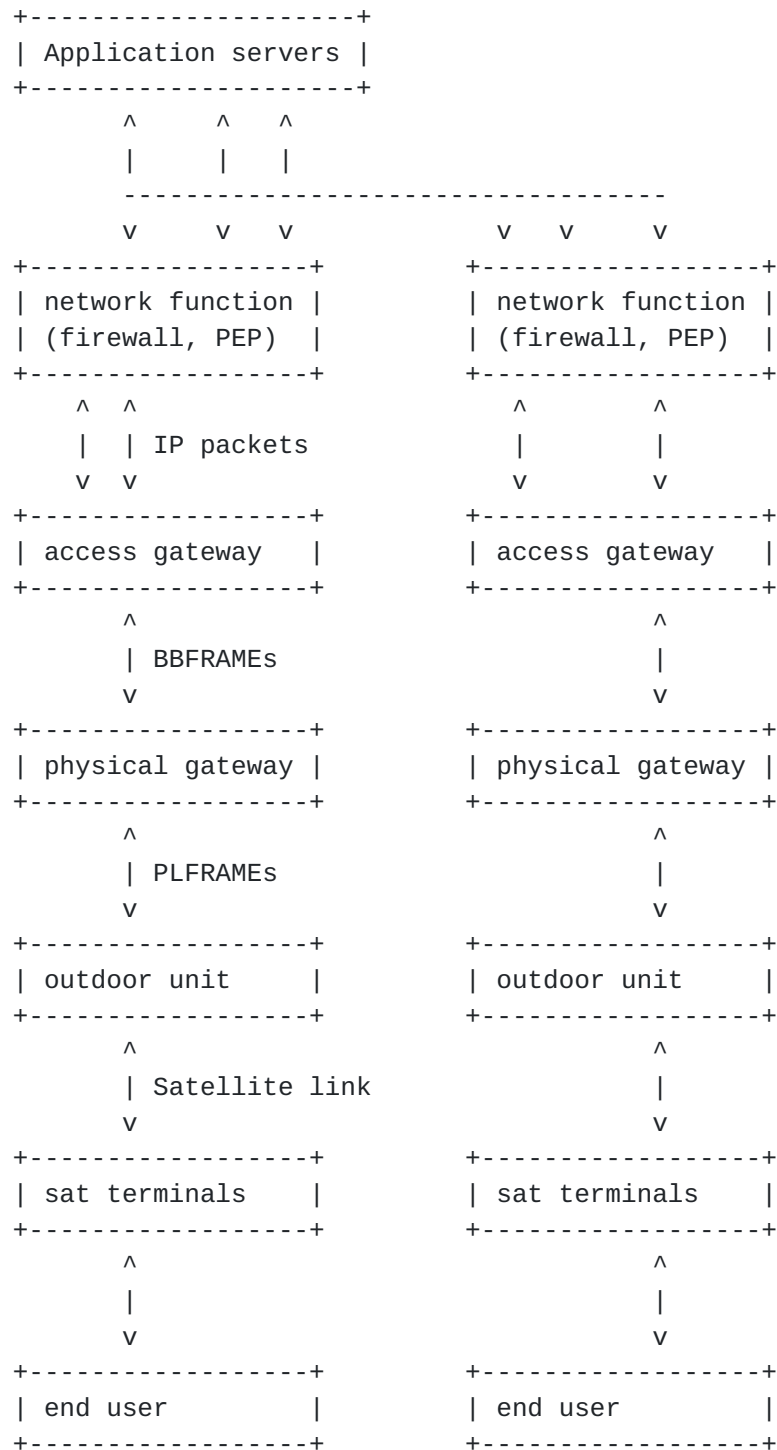 +---------------------+
| Application servers |
+---------------------+
       ^     ^   ^
       |     |   |
       -----------------------------------
       v     v   v             v   v     v
+------------------+         +------------------+
| network function |         | network function |
| (firewall, PEP)  |         | (firewall, PEP)  |
+------------------+         +------------------+
    ^  ^                        ^        ^
    |  | IP packets             |        |
    v  v                        v        v
+------------------+         +------------------+
| access gateway   |         | access gateway   |
+------------------+         +------------------+
       ^                                 ^
       | BBFRAMEs                        |
       v                                 v
+------------------+         +------------------+
| physical gateway |         | physical gateway |
+------------------+         +------------------+
       ^                                 ^
       | PLFRAMEs                        |
       v                                 v
+------------------+         +------------------+
| outdoor unit     |         | outdoor unit     |
+------------------+         +------------------+
       ^                                 ^
       | Satellite link                  |
       v                                 v
+------------------+         +------------------+
| sat terminals    |         | sat terminals    |
+------------------+         +------------------+
       ^                                 ^
       |                                 |
       v                                 v
+------------------+         +------------------+
| end user         |         | end user         |
+------------------+         +------------------+